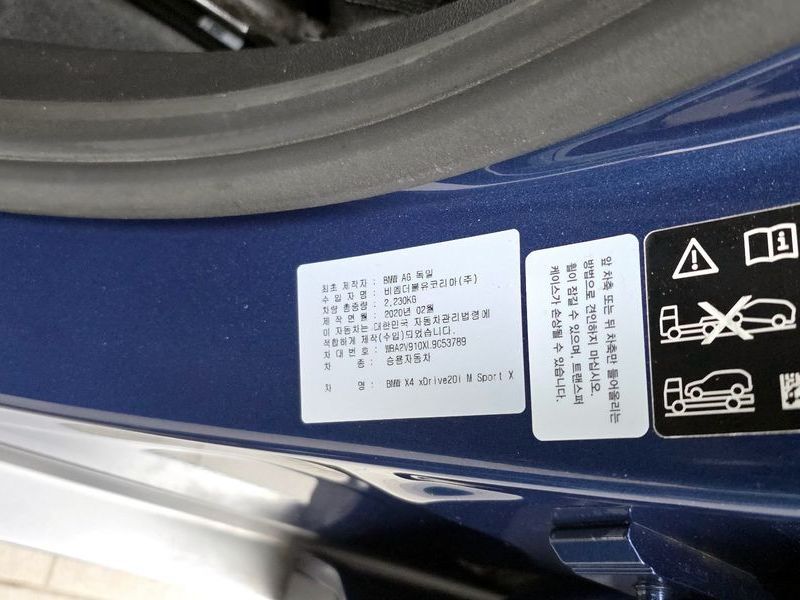 최초 제작자 : BMW AG 독일
수 입 자 명 : 비엠더블유코리아(주)
차량 총중량 : 2,230KG
제 작 연 월 : 2020년 02월
이 자동차는 대한민국 자동차관리법령에
적합하게 제작(수입)되었습니다.
차 대 번 호 : WBA2V910XL9C53789
차 종 : 승용자동차
차 명 : BMW X4 xDrive20i M Sport X
앞 차축 또는 뒤 차축만 들어올리는
방법으로 견인하지 마십시오.
휠이 잠길 수 있으며, 트랜스퍼
케이스가 손상될 수 있습니다.